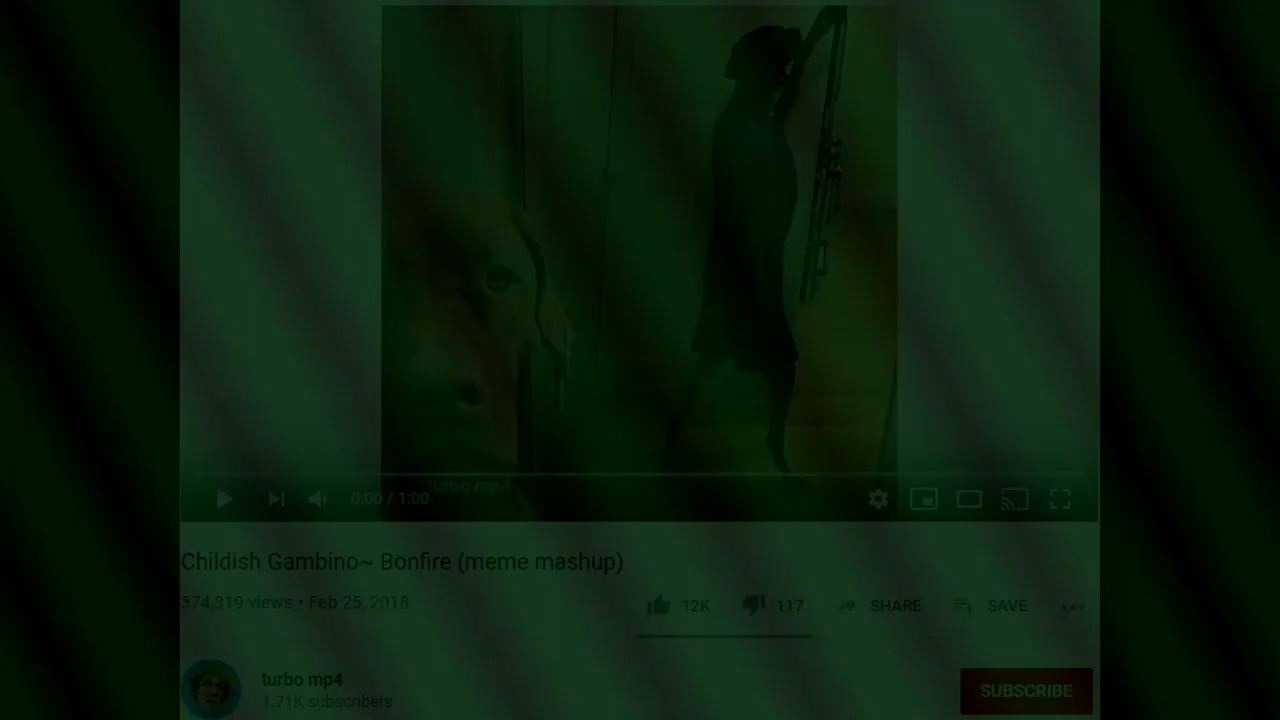 turbo.mp4
0:00 / 1:00
Childish Gambino~ Bonfire (meme mashup)
374,319 views • Feb 25, 2018
12K 117 SHARE SAVE
turbo mp4
1.71K subscribers
SUBSCRIBE